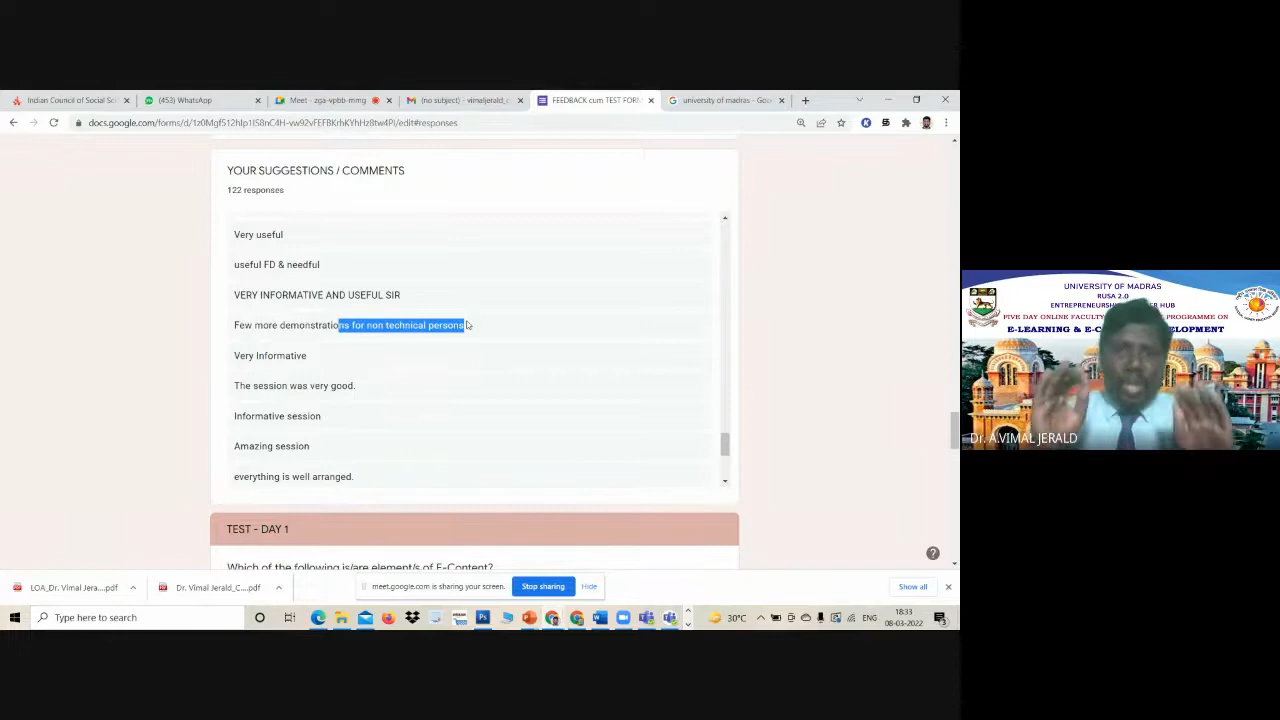 Indian Council of Social Sci
(453) WhatsApp
Meet - zga-vpbb-mmg
(no subject) - vimaljerald_c
FEEDBACK cum TEST FORM
university of madras - Goo
docs.google.com/forms/d/1z0MgfS12hJp1IS8nC4H-vw92vFEFBKrhKYhHz8tw4PI/edit#responses
YOUR SUGGESTIONS / COMMENTS
122 responses
Very useful
useful FD & needful
VERY INFORMATIVE AND USEFUL SIR
Few more demonstrations for non technical persons
Very Informative
The session was very good.
Informative session
Amazing session
everything is well arranged.
TEST - DAY 1
Which of the following is/are element/s of E-Content?
UNIVERSITY OF MADRAS
RUSA 2.0
ENTREPRENEURSHIP HUB
FIVE DAY ONLINE PROGRAMME ON
E-LEARNING & E-C
Dr. A.VIMAL JERALD
LOA_Dr. Vimal Jera....pdf
Dr. Vimal Jerald_C....pdf
meet.google.com is sharing your screen.
Stop sharing
Hide
Show all
Type here to search
30°C
ENG
18:33
08-03-2022